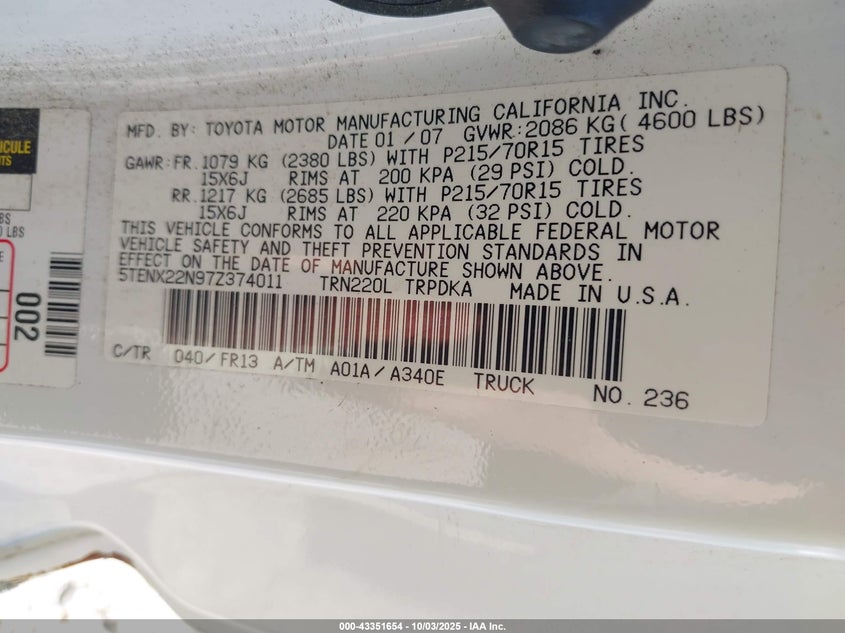 VEHICULE
NTS
BS
0 LBS
E
002
MFD. BY: TOYOTA MOTOR MANUFACTURING CALIFORNIA INC.
DATE 01 / 07 GVWR: 2086 KG ( 4600 LBS)
GAWR: FR. 1079 KG (2380 LBS) WITH P215/70R15 TIRES
15X6J RIMS AT 200 KPA (29 PSI) COLD.
RR. 1217 KG (2685 LBS) WITH P215/70R15 TIRES
15X6J RIMS AT 220 KPA (32 PSI) COLD.
THIS VEHICLE CONFORMS TO ALL APPLICABLE FEDERAL MOTOR
VEHICLE SAFETY AND THEFT PREVENTION STANDARDS IN
EFFECT ON THE DATE OF MANUFACTURE SHOWN ABOVE.
5TENX22N97Z374011 TRN220L TRPDKA MADE IN U.S.A.
C/TR 040/FR13 A/TM A01A/A340E TRUCK NO. 236
000-43351654 - 10/03/2025 - IAA Inc.